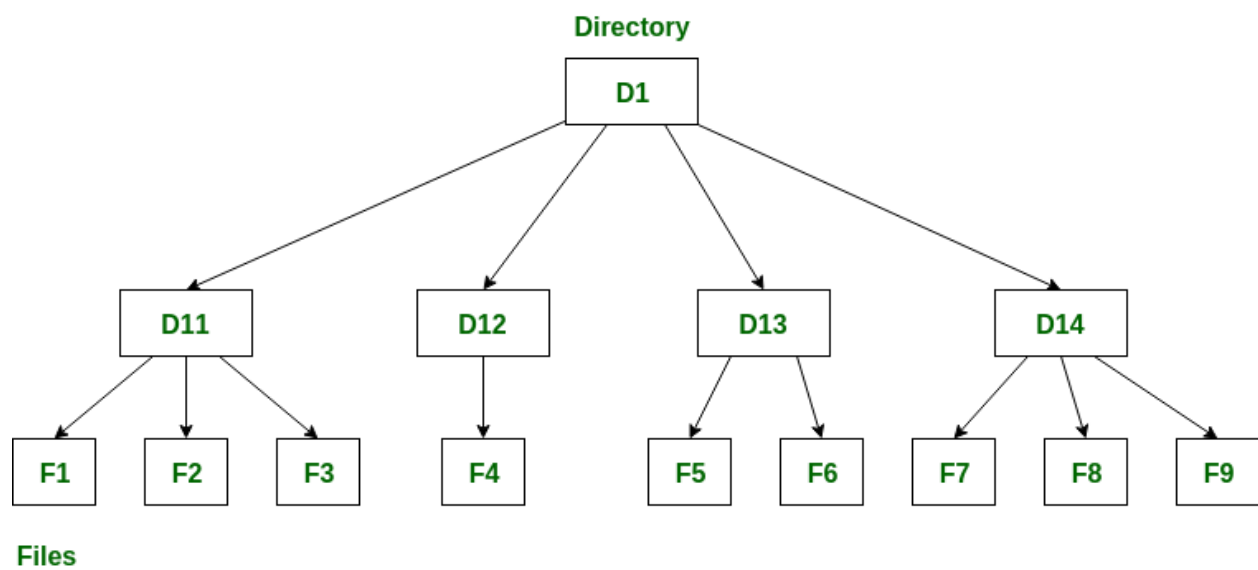 Directory
D1
D11 D12 D13 D14
F1 F2 F3 F4 F5 F6 F7 F8 F9
Files